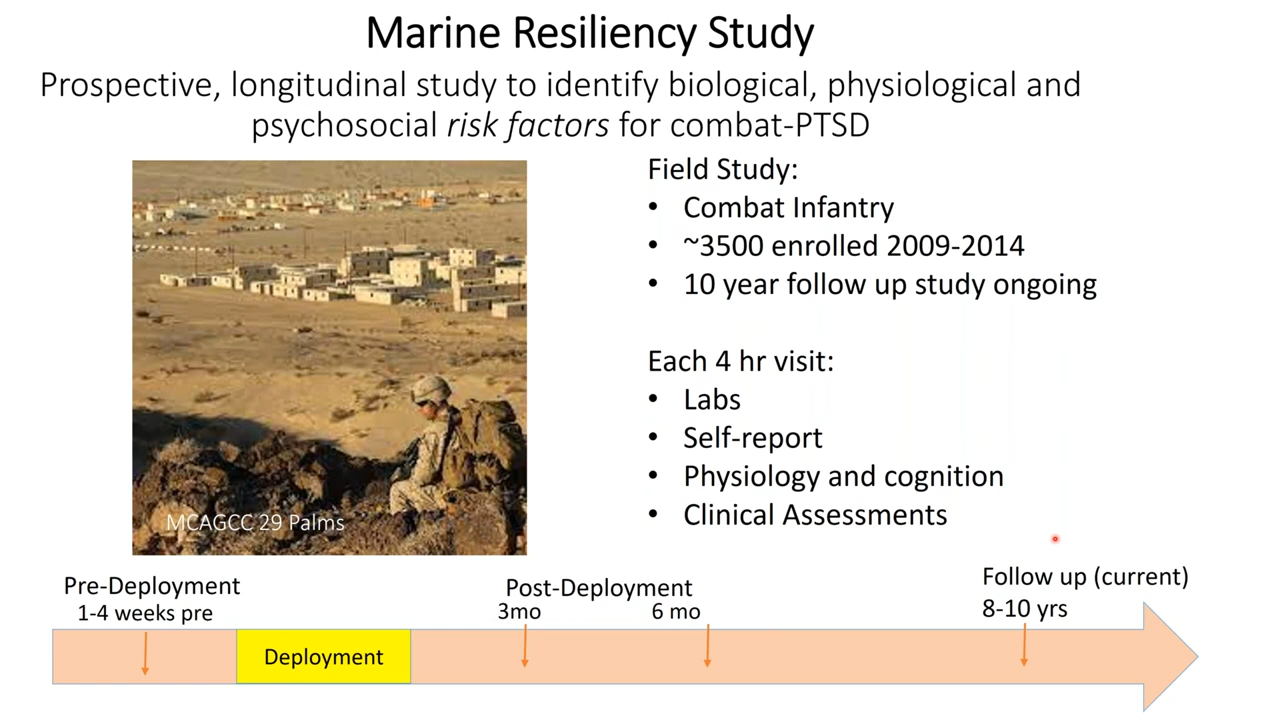 Marine Resiliency Study
Prospective, longitudinal study to identify biological, physiological and
psychosocial risk factors for combat-PTSD
Field Study:
• Combat Infantry
• ~3500 enrolled 2009-2014
• 10 year follow up study ongoing
Each 4 hr visit:
• Labs
• Self-report
• Physiology and cognition
• Clinical Assessments
MCAGCC 29 Palms
Pre-Deployment
1-4 weeks pre
Deployment
Post-Deployment
3mo
6 mo
Follow up (current)
8-10 yrs